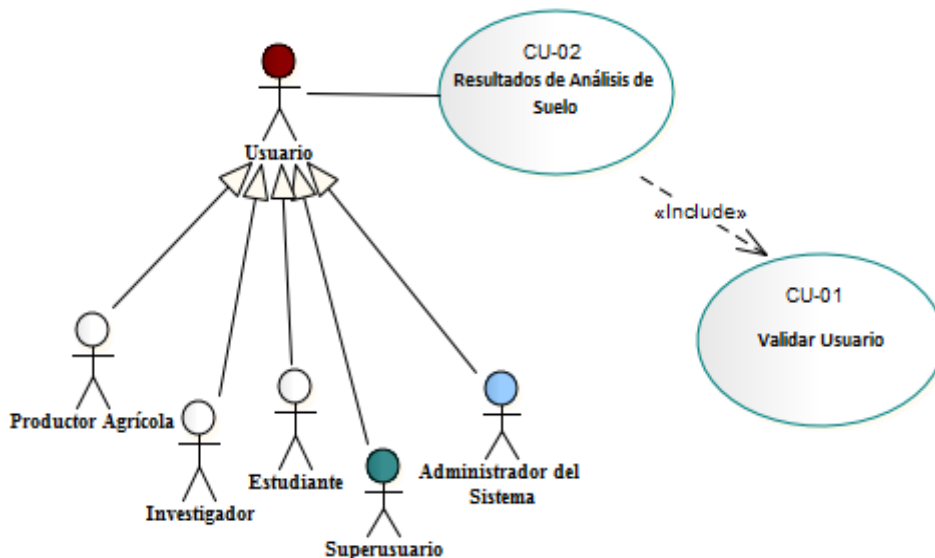 CU-02
Resultados de Análisis de
Suelo
Usuario
«Include»
CU-01
Validar Usuario
Productor Agrícola
Investigador
Estudiante
Superusuario
Administrador del
Sistema